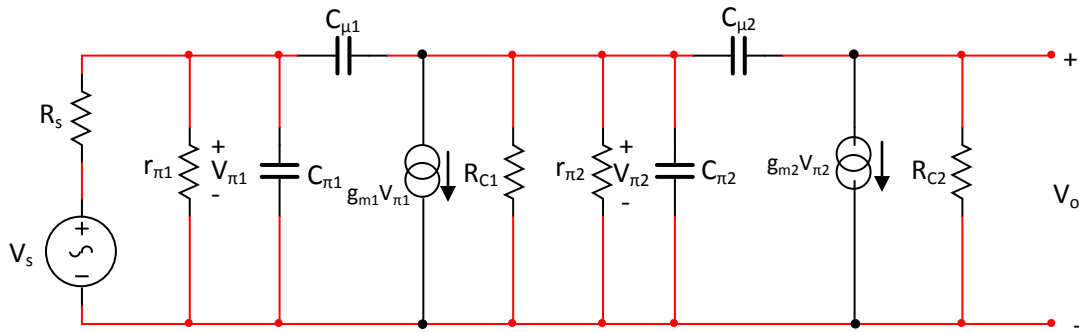 Cμ1
Cμ2
+
Rs
rπ1
+
Vπ1
-
Cπ1
gm1Vπ1
RC1
rπ2
+
Vπ2
-
Cπ2
gm2Vπ2
RC2
Vo
Vs
+
-
-